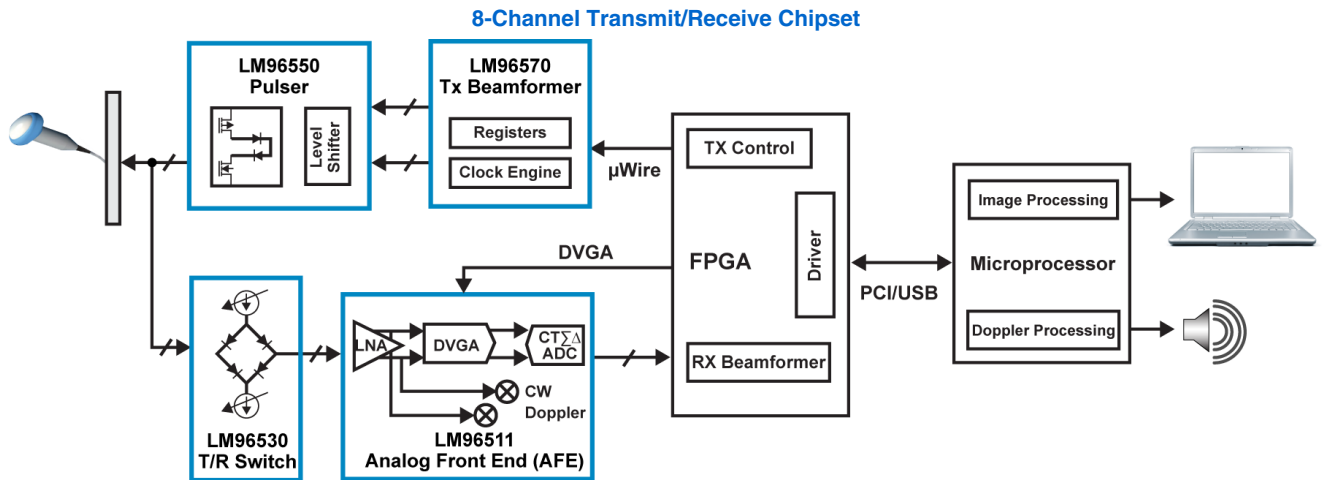 8-Channel Transmit/Receive Chipset
LM96550
Pulser
Level
Shifter
LM96570
Tx Beamformer
Registers
Clock Engine
µWire
TX Control
FPGA
Driver
RX Beamformer
DVGA
PCI/USB
Image Processing
Microprocessor
Doppler Processing
LM96530
T/R Switch
LNA
DVGA
CT∑Δ
ADC
CW
Doppler
LM96511
Analog Front End (AFE)